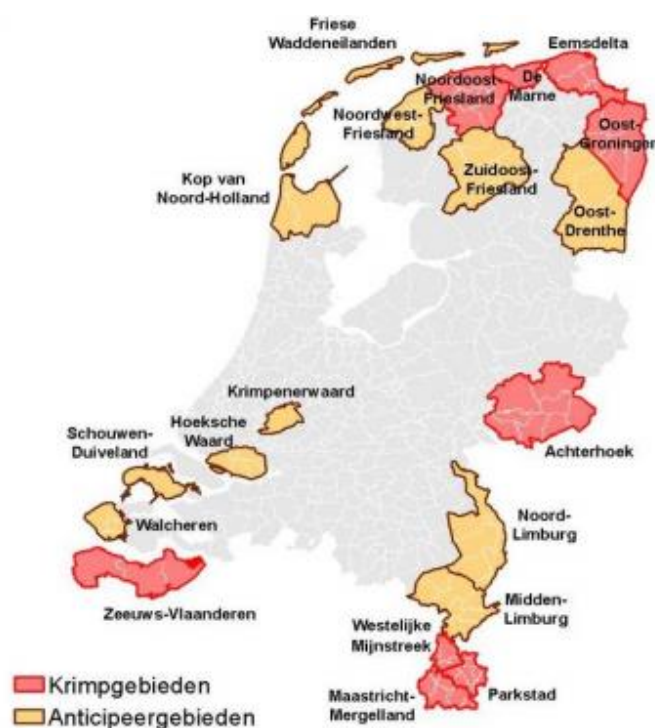 Friese
Waddeneilanden
Eemsdelta
Noordoost-
Friesland
De
Marne
Noordwest-
Friesland
Oost-
Groningen
Zuidoost-
Friesland
Kop van
Noord-Holland
Oost-
Drenthe
Krimpenerwaard
Hoeksche
Waard
Schouwen-
Duiveland
Achterhoek
Walcheren
Noord-
Limburg
Zeeuws-Vlaanderen
Midden-
Limburg
Westelijke
Mijnstreek
Maastricht-
Mergelland
Parkstad
Krimpgebieden
Anticipeergebieden